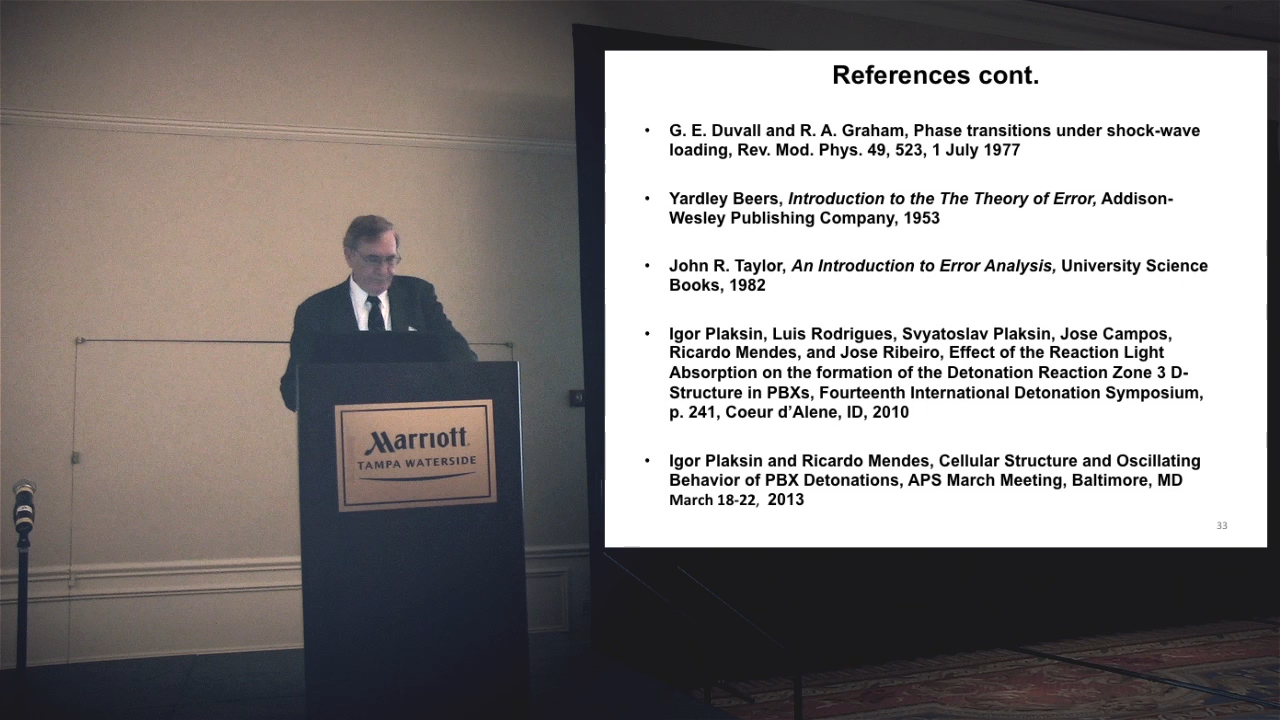 References cont.
• G. E. Duvall and R. A. Graham, Phase transitions under shock-wave
loading, Rev. Mod. Phys. 49, 523, 1 July 1977
• Yardley Beers, Introduction to the The Theory of Error, Addison-
Wesley Publishing Company, 1953
• John R. Taylor, An Introduction to Error Analysis, University Science
Books, 1982
• Igor Plaksin, Luis Rodrigues, Svyatoslav Plaksin, Jose Campos,
Ricardo Mendes, and Jose Ribeiro, Effect of the Reaction Light
Absorption on the formation of the Detonation Reaction Zone 3 D-
Structure in PBXs, Fourteenth International Detonation Symposium,
p. 241, Coeur d’Alene, ID, 2010
• Igor Plaksin and Ricardo Mendes, Cellular Structure and Oscillating
Behavior of PBX Detonations, APS March Meeting, Baltimore, MD
March 18-22, 2013
33
Marriott
TAMPA WATERSIDE